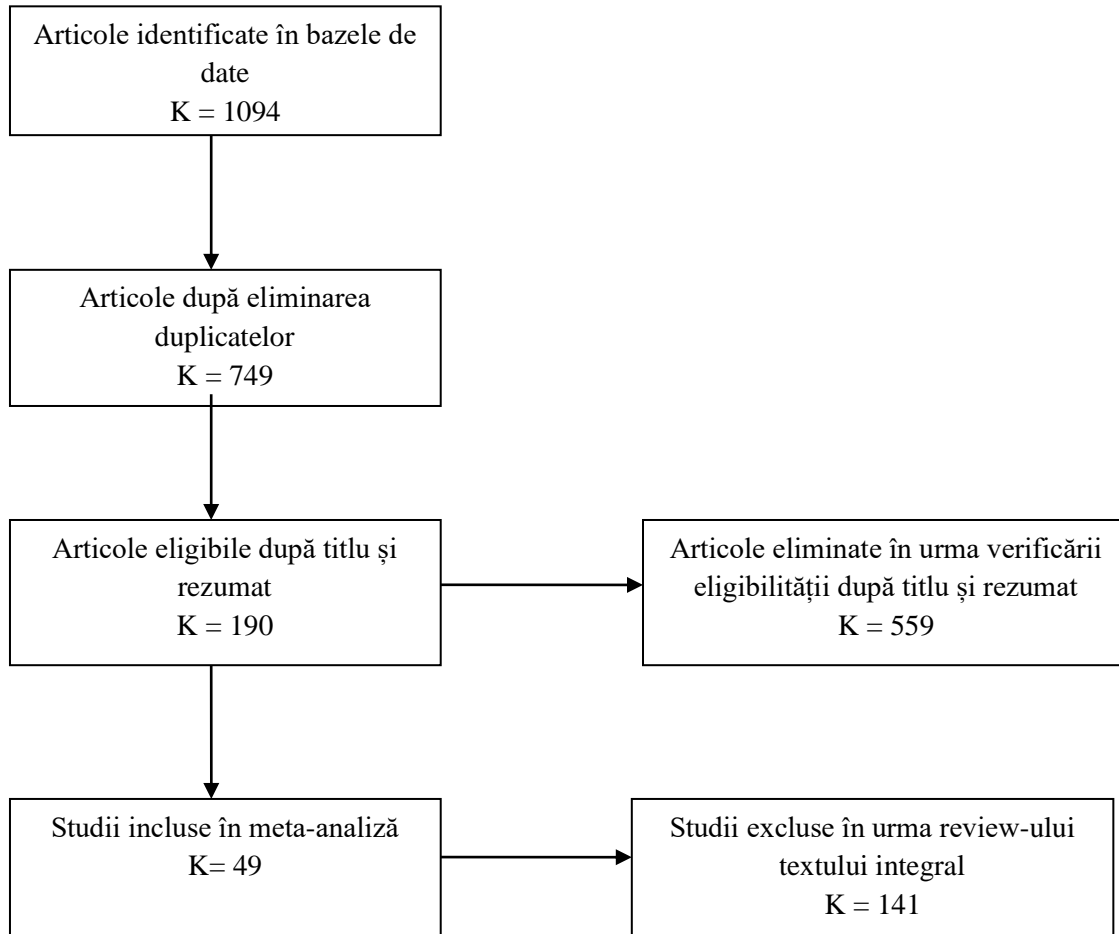 Articole identificate în bazele de
date
K = 1094
Articole după eliminarea
duplicatelor
K = 749
Articole eligibile după titlu și
rezumat
K = 190
Articole eliminate în urma verificării
eligibilității după titlu și rezumat
K = 559
Studii incluse în meta-analiză
K= 49
Studii excluse în urma review-ului
textului integral
K = 141